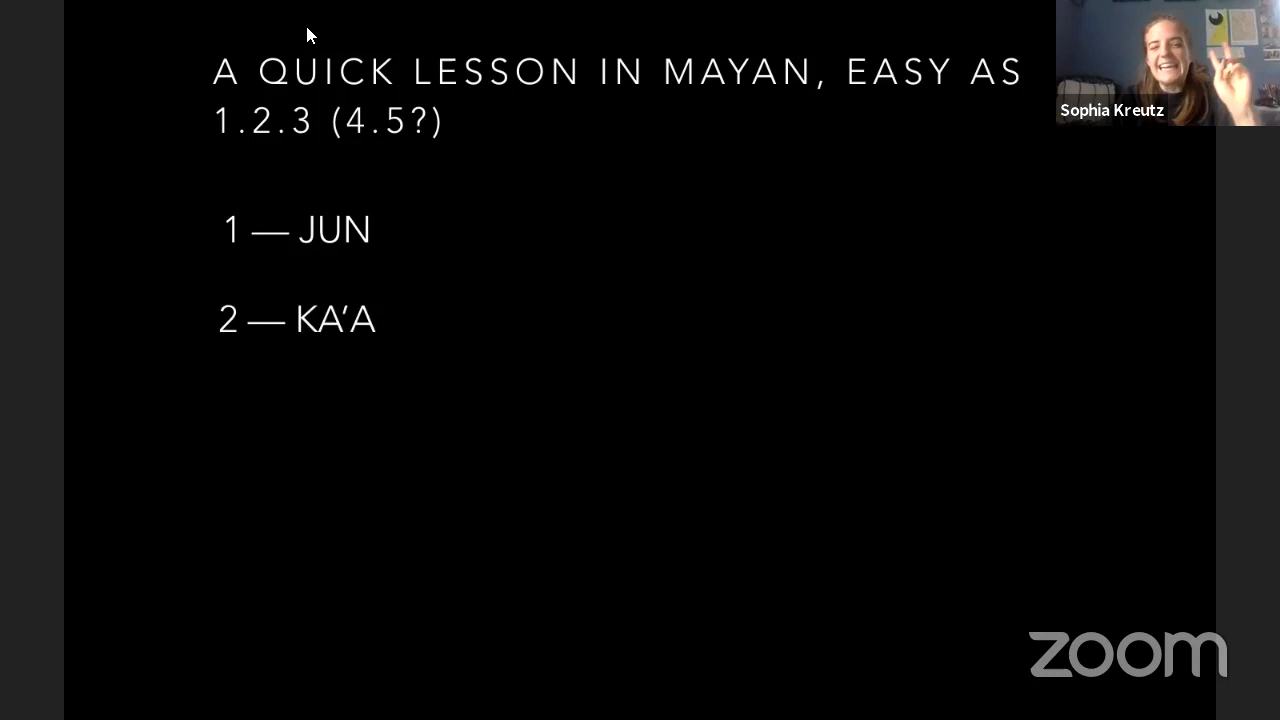 A QUICK LESSON IN MAYAN, EASY AS
1.2.3 (4.5?)
1 — JUN
2 — KA’A
Sophia Kreutz
zoom